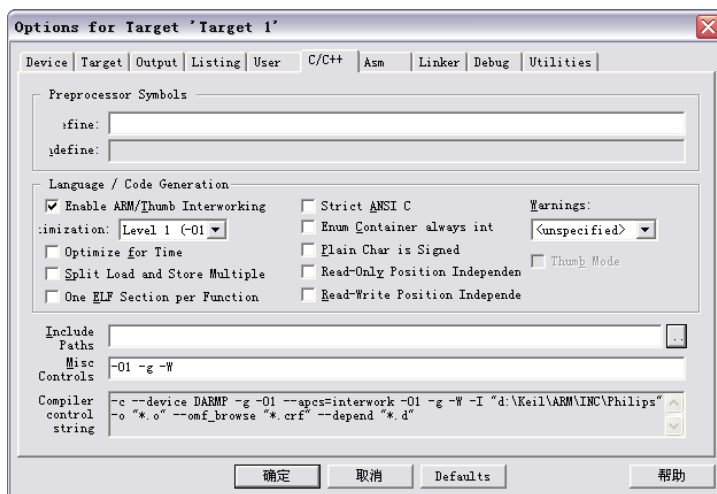 Options for Target 'Target 1'
Device Target Output Listing User C/C++ Asm Linker Debug Utilities
Preprocessor Symbols
efine:
define:
Language / Code Generation
Enable ARM/Thumb Interworking Strict ANSI C Warnings:
imization: Level 1 (-O1 Enum Container always int <unspecified>
Optimize for Time Plain Char is Signed Thumb Mode
Split Load and Store Multiple Read-Only Position Independen
One ELF Section per Function Read-Write Position Independe
Include Paths ..
Misc Controls -O1 -g -W
Compiler control string -c --device DARMP -g -O1 --apcs=interwork -O1 -g -W -I "d:\Keil\ARM\INC\Philips"
-o "*.o" --omf_browse "*.crf" --depend "*.d"
确定 取消 Defaults 帮助